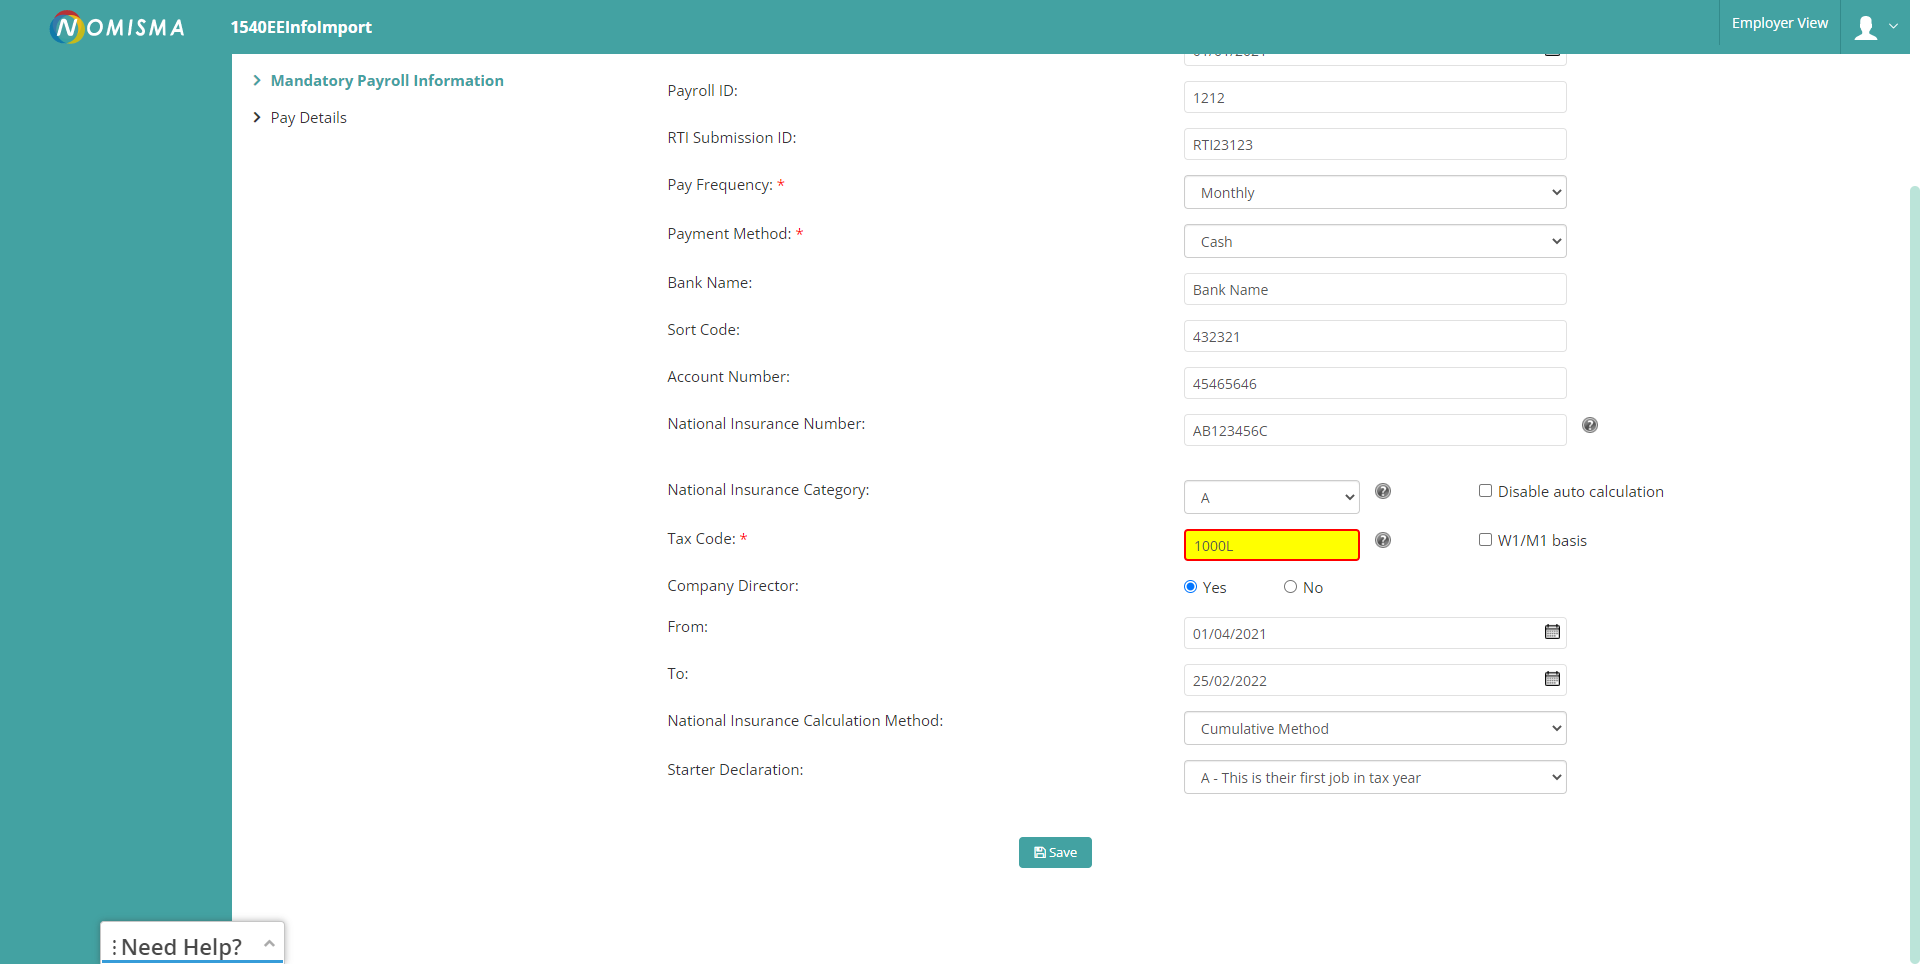 NOMISMA
1540EEInfoImport
Employer View
Mandatory Payroll Information
Pay Details
Payroll ID:
1212
RTI Submission ID:
RTI23123
Pay Frequency: *
Monthly
Payment Method: *
Cash
Bank Name:
Bank Name
Sort Code:
432321
Account Number:
45465646
National Insurance Number:
AB123456C
National Insurance Category:
A
Disable auto calculation
Tax Code: *
1000L
W1/M1 basis
Company Director:
Yes
No
From:
01/04/2021
To:
25/02/2022
National Insurance Calculation Method:
Cumulative Method
Starter Declaration:
A - This is their first job in tax year
Save
Need Help?